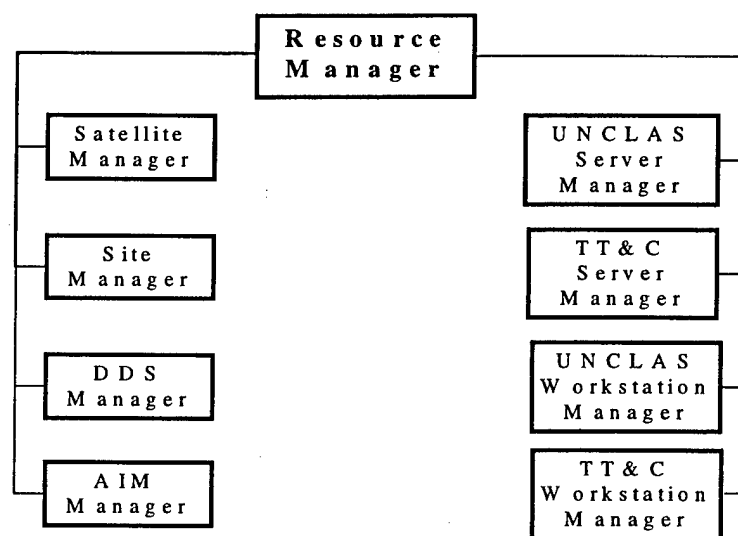 Resource
Manager
Satellite
Manager
Site
Manager
DDS
Manager
AIM
Manager
UNCLAS
Server
Manager
TT&C
Server
Manager
UNCLAS
Workstation
Manager
TT&C
Workstation
Manager